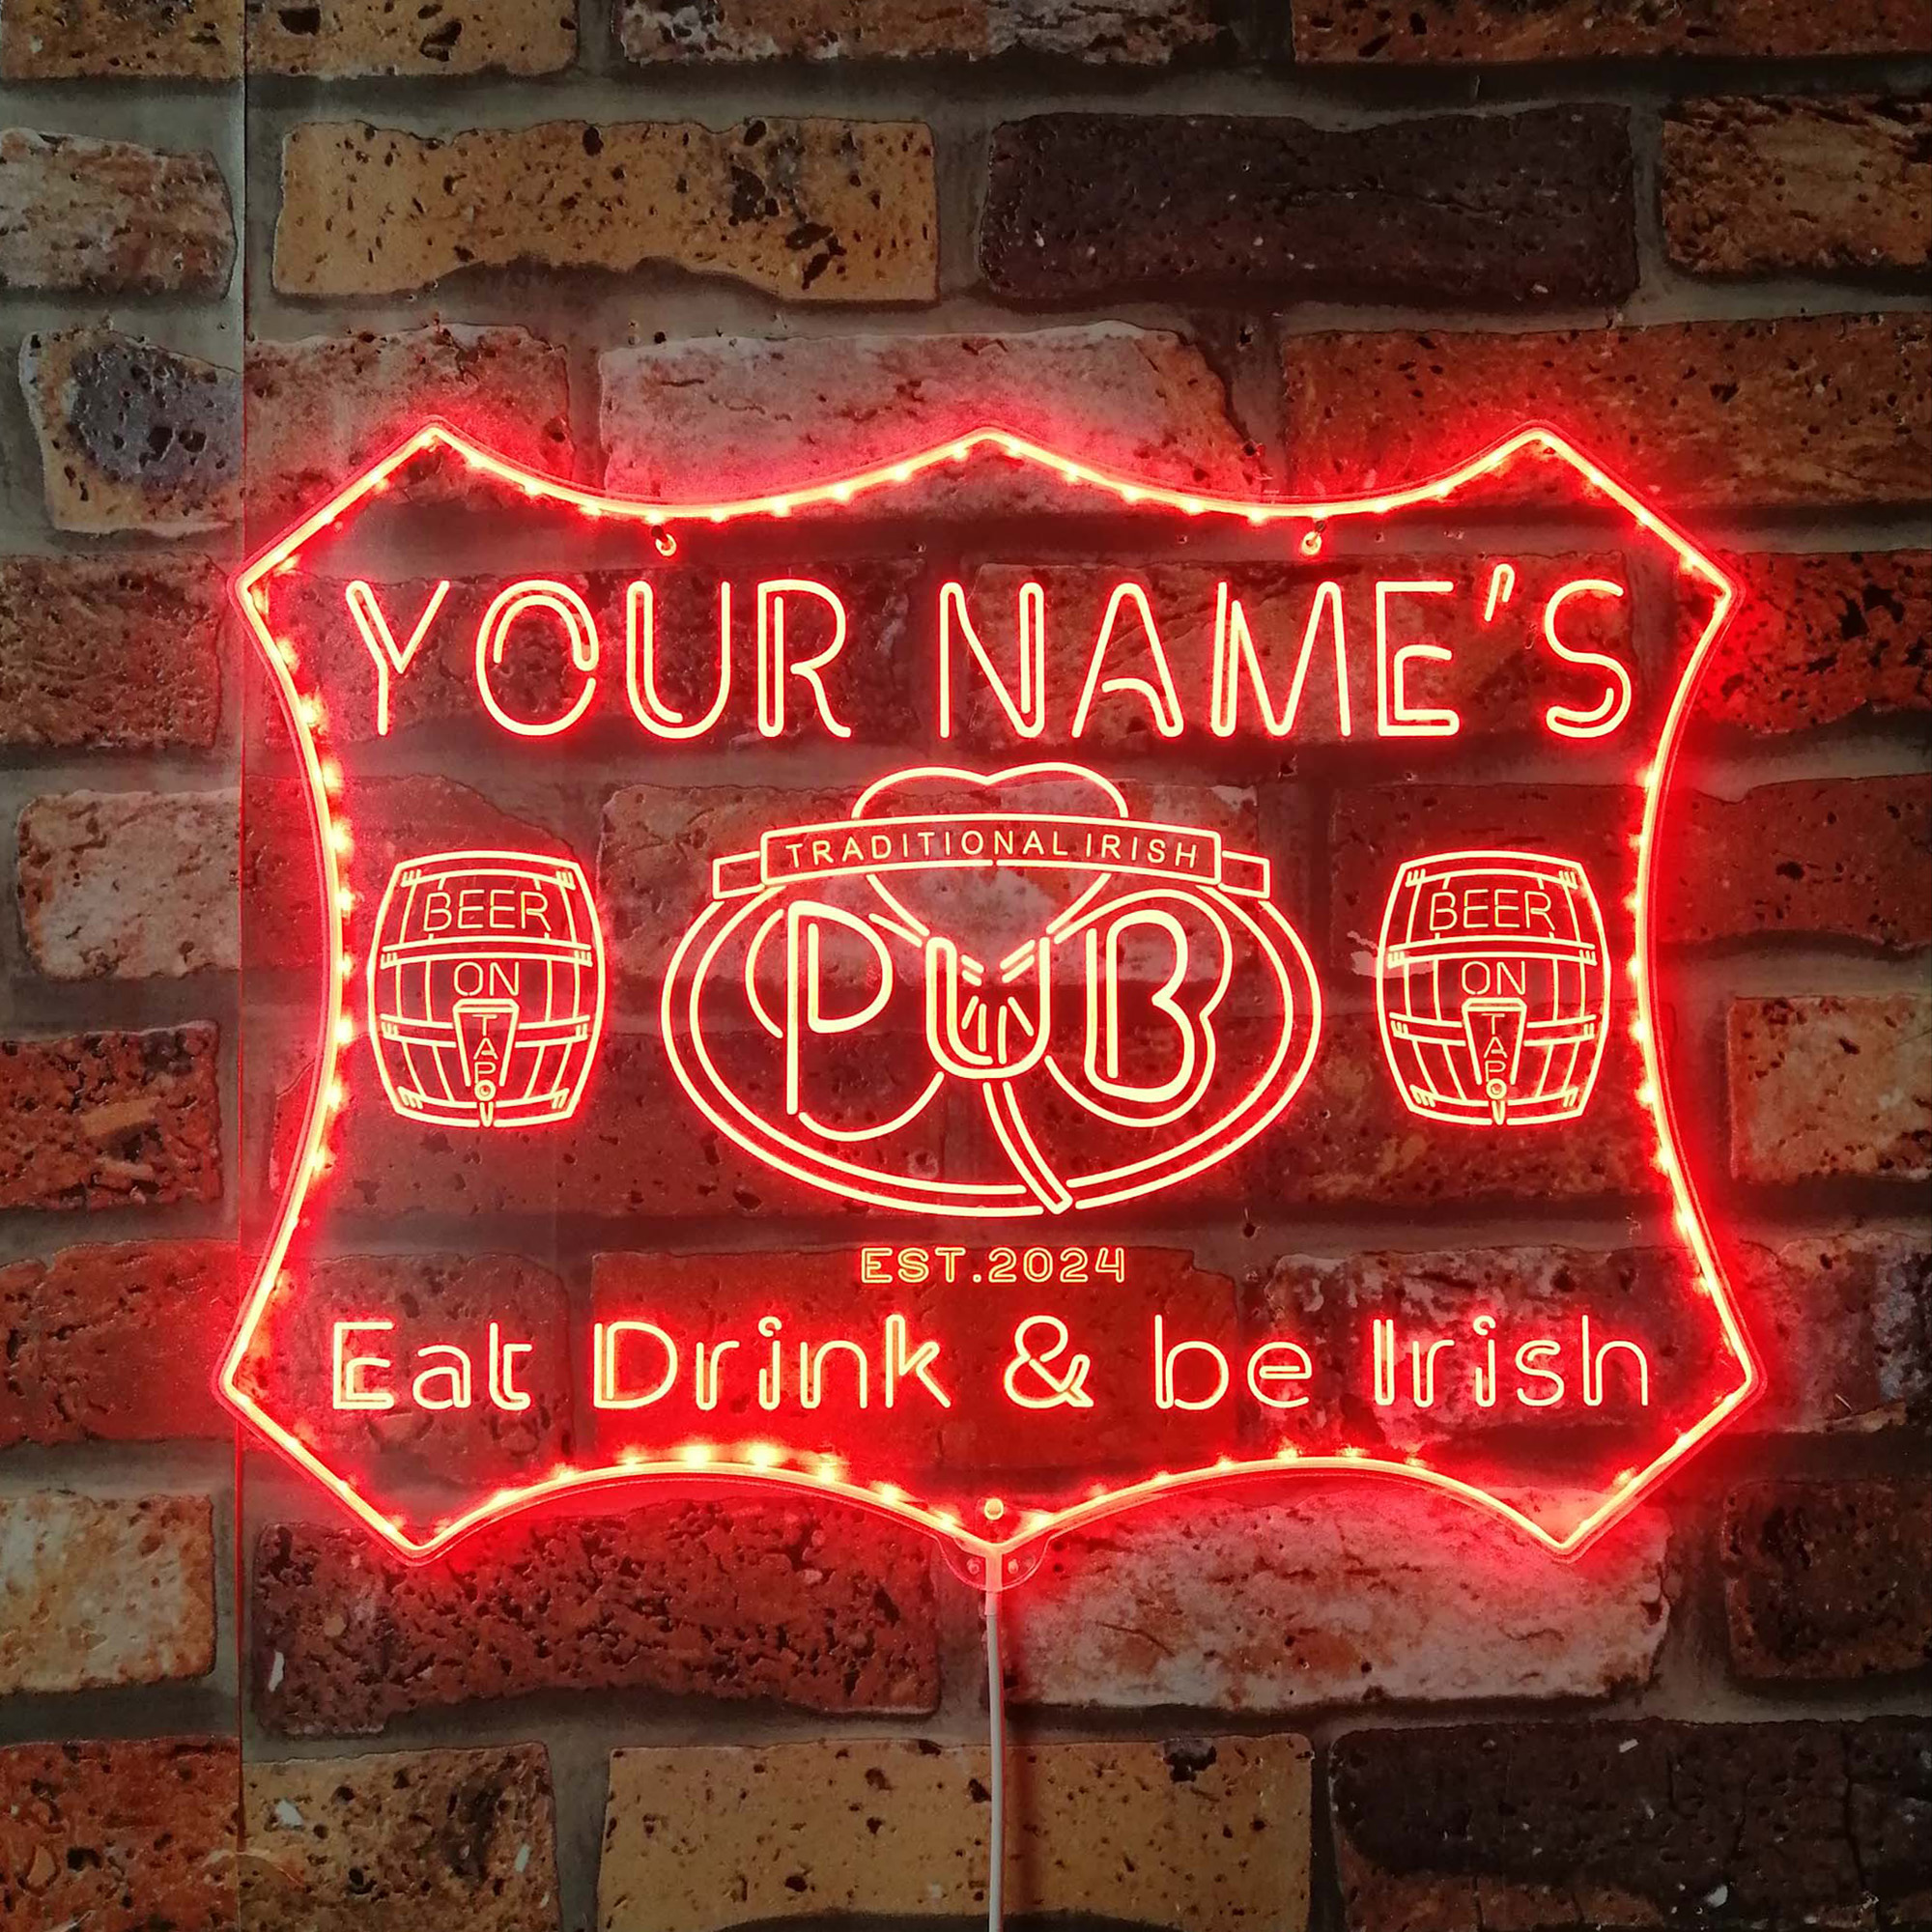 YOUR NAME'S
TRADITIONAL IRISH
BEER
ON
TAP
PUB
BEER
ON
TAP
EST.2024
Eat Drink & be Irish